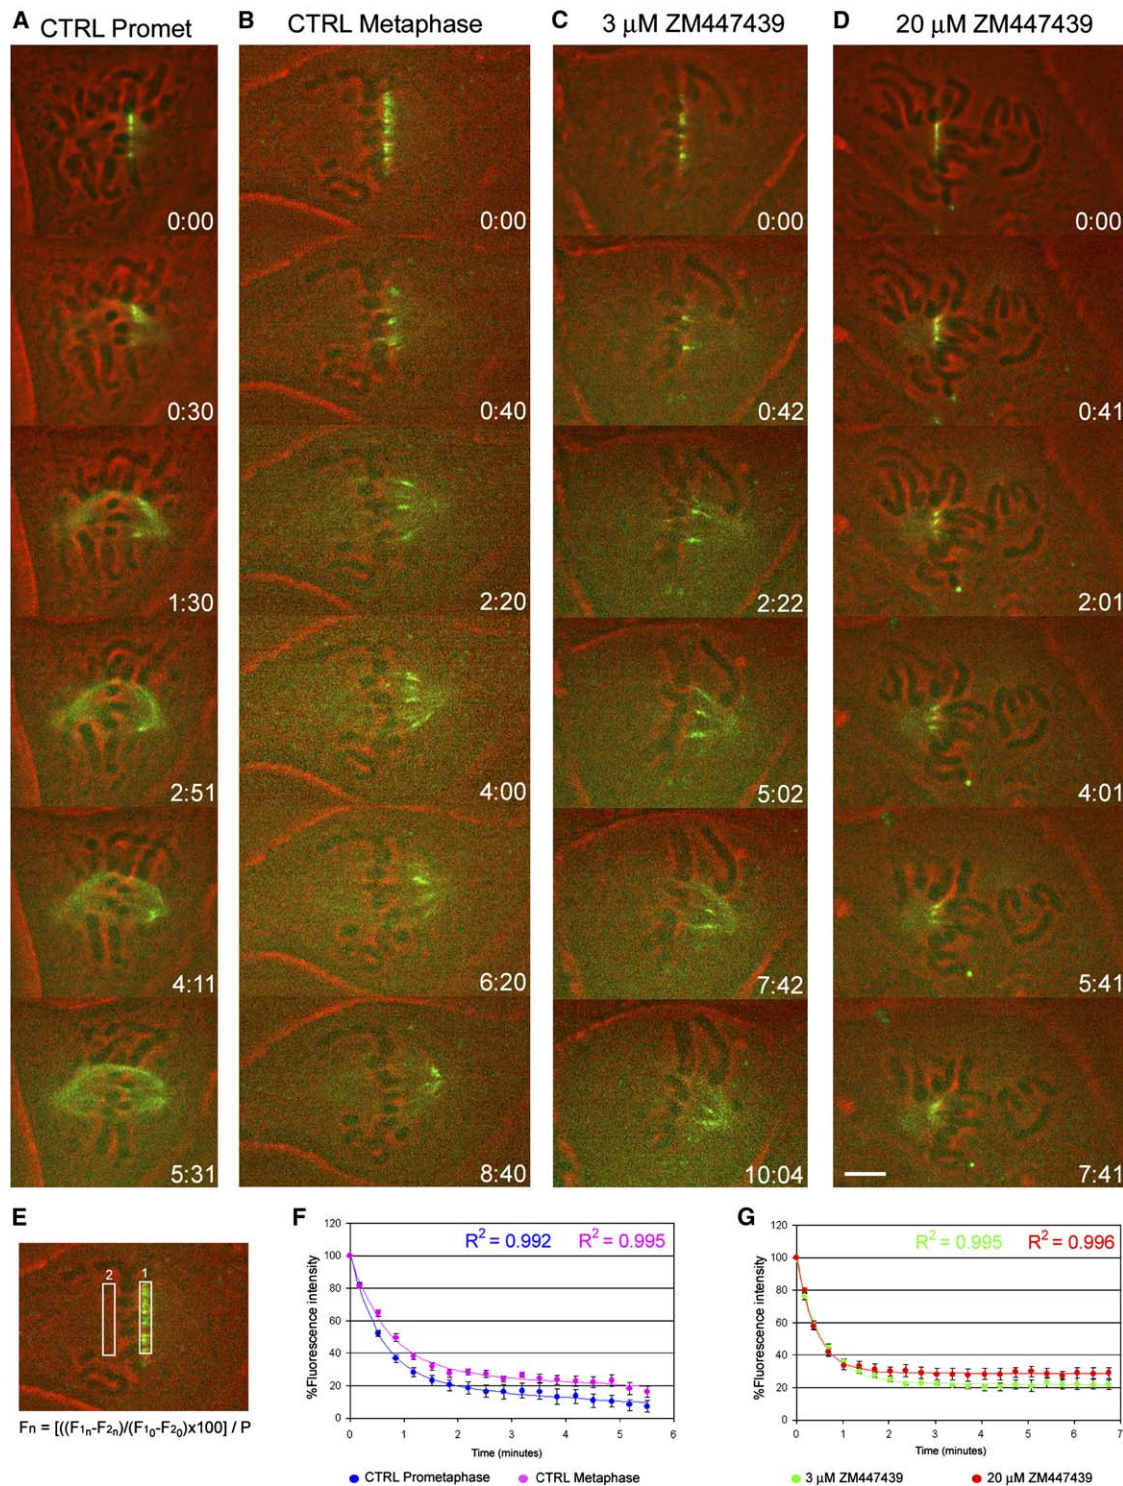 A CTRL Promet
B CTRL Metaphase
C 3 µM ZM447439
D 20 µM ZM447439
0:00
0:00
0:00
0:00
0:30
0:40
0:42
0:41
1:30
2:20
2:22
2:01
2:51
4:00
5:02
4:01
4:11
6:20
7:42
5:41
5:31
8:40
10:04
7:41
E
2
1
Fn = [((F1n-F2n)/(F10-F20)x100] / P
F
R2 = 0.992 R2 = 0.995
%Fluorescence intensity
120
100
80
60
40
20
0
0 1 2 3 4 5 6
Time (minutes)
CTRL Prometaphase CTRL Metaphase
G
R2 = 0.995 R2 = 0.996
%Fluorescence intensity
120
100
80
60
40
20
0
0 1 2 3 4 5 6 7
Time (minutes)
3 µM ZM447439 20 µM ZM447439